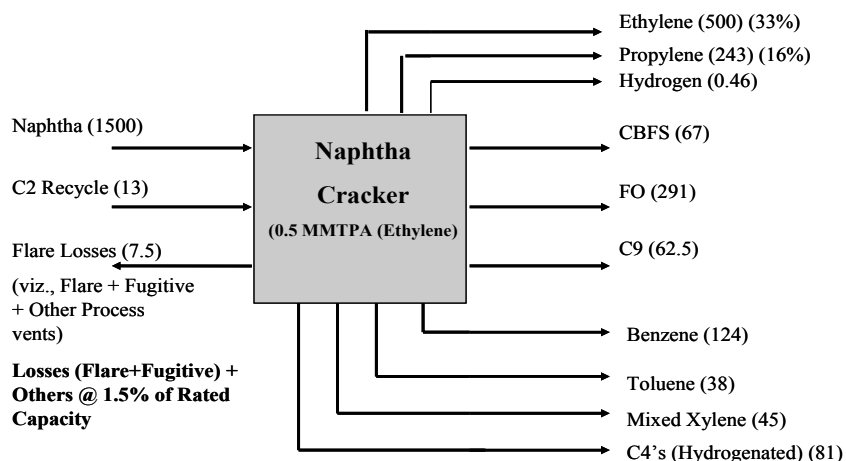 Ethylene (500) (33%)
Propylene (243) (16%)
Hydrogen (0.46)
Naphtha (1500)
CBFS (67)
Naphtha
Cracker
(0.5 MMTPA (Ethylene)
C2 Recycle (13)
FO (291)
Flare Losses (7.5)
(viz., Flare + Fugitive
+ Other Process
vents)
C9 (62.5)
Losses (Flare+Fugitive) +
Others @ 1.5% of Rated
Capacity
Benzene (124)
Toluene (38)
Mixed Xylene (45)
C4's (Hydrogenated) (81)